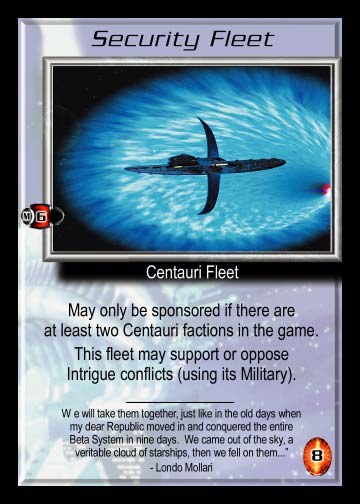 Security Fleet
M 6
Centauri Fleet
May only be sponsored if there are
at least two Centauri factions in the game.
This fleet may support or oppose
Intrigue conflicts (using its Military).
W e will take them together, just like in the old days when
my dear Republic moved in and conquered the entire
Beta System in nine days.  We came out of the sky, a
veritable cloud of starships, then we fell on them..."
- Londo Mollari
8